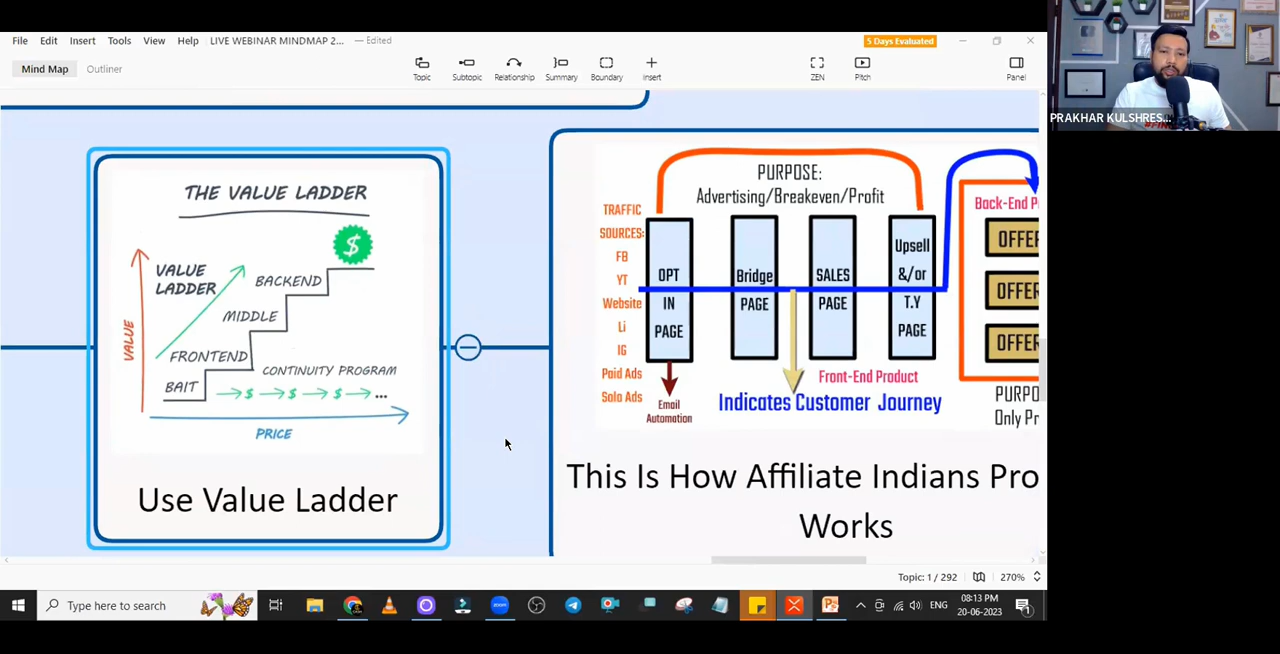 File Edit Insert Tools View Help LIVE WEBINAR MINDMAP 2... — Edited
5 Days Evaluated
Mind Map Outliner
Topic Subtopic Relationship Summary Boundary Insert
ZEN Pitch Panel
PRAKHAR KULSHRES...
THE VALUE LADDER
$
VALUE
LADDER
BACKEND
MIDDLE
FRONTEND
BAIT
CONTINUITY PROGRAM
$ $ $ ...
VALUE
PRICE
Use Value Ladder
PURPOSE:
Advertising/Breakeven/Profit
TRAFFIC
SOURCES:
FB
YT
Website
Li
IG
Paid Ads
Solo Ads
OPT
IN
PAGE
Bridge
PAGE
SALES
PAGE
Upsell
&/or
T.Y
PAGE
Email
Automation
Front-End Product
Indicates Customer Journey
Back-End P
OFFER
OFFER
OFFER
PURPO
Only Pr
This Is How Affiliate Indians Pro
Works
Topic: 1 / 292 270%
Type here to search
zoom
ENG
08:13 PM
20-06-2023
1